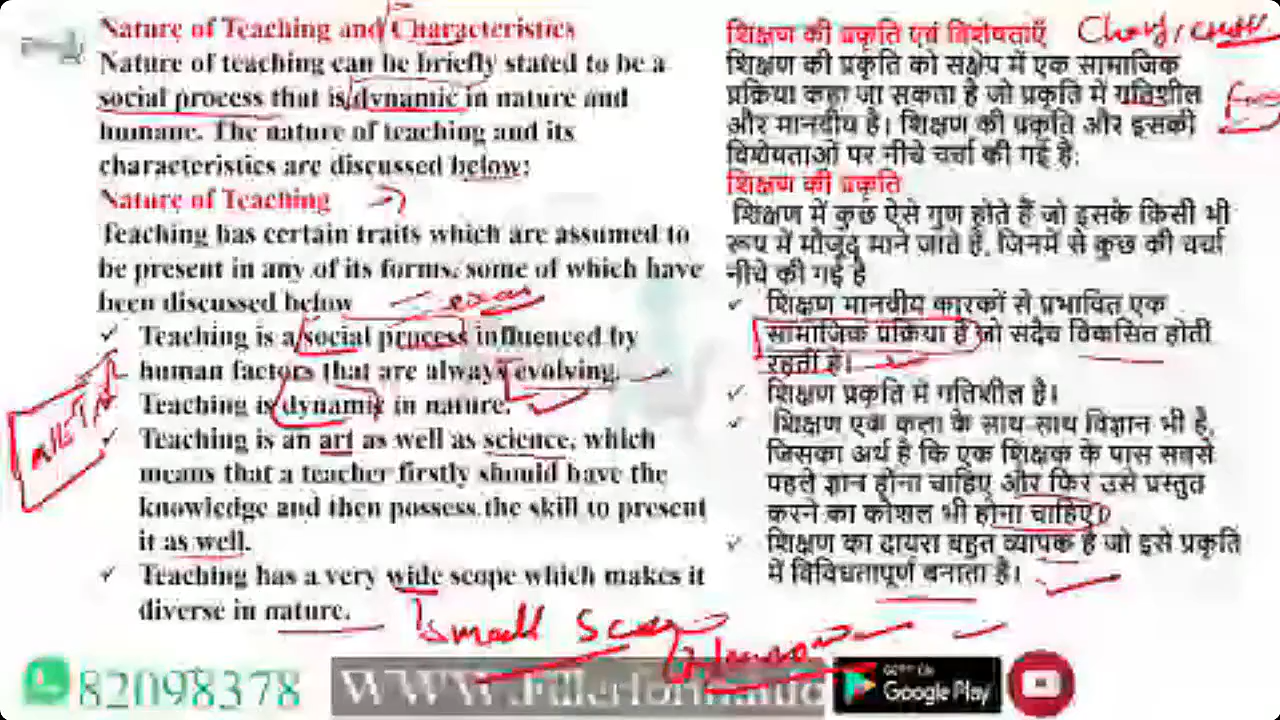 Nature of Teaching and Characteristics
Nature of teaching can be briefly stated to be a
social process that is dynamic in nature and
humane. The nature of teaching and its
characteristics are discussed below:
Nature of Teaching
Teaching has certain traits which are assumed to
be present in any of its forms, some of which have
been discussed below
exam
✓ Teaching is a social process influenced by
human factors that are always evolving.
Teaching is dynamic in nature.
✓ Teaching is an art as well as science, which
means that a teacher firstly should have the
knowledge and then possess the skill to present
it as well.
✓ Teaching has a very wide scope which makes it
diverse in nature.
Small
शिक्षण की प्रकृति एवं विशेषताएँ
शिक्षण की प्रकृति को संक्षेप में एक सामाजिक
प्रक्रिया कहा जा सकता है जो प्रकृति में गतिशील
और मानवीय है। शिक्षण की प्रकृति और इसकी
विशेषताओं पर नीचे चर्चा की गई है:
शिक्षण की प्रकृति
शिक्षण में कुछ ऐसे गुण होते हैं जो इसके किसी भी
रूप में मौजूद माने जाते हैं, जिनमें से कुछ की चर्चा
नीचे की गई है
✓ शिक्षण मानवीय कारकों से प्रभावित एक
सामाजिक प्रक्रिया है जो सदैव विकसित होती
रहती है।
✓ शिक्षण प्रकृति में गतिशील है।
✓ शिक्षण एक कला के साथ-साथ विज्ञान भी है,
जिसका अर्थ है कि एक शिक्षक के पास सबसे
पहले ज्ञान होना चाहिए और फिर उसे प्रस्तुत
करने का कौशल भी होना चाहिए।
✓ शिक्षण का दायरा बहुत व्यापक है जो इसे प्रकृति
में विविधतापूर्ण बनाता है।
82098378
GET IT ON
Google Play